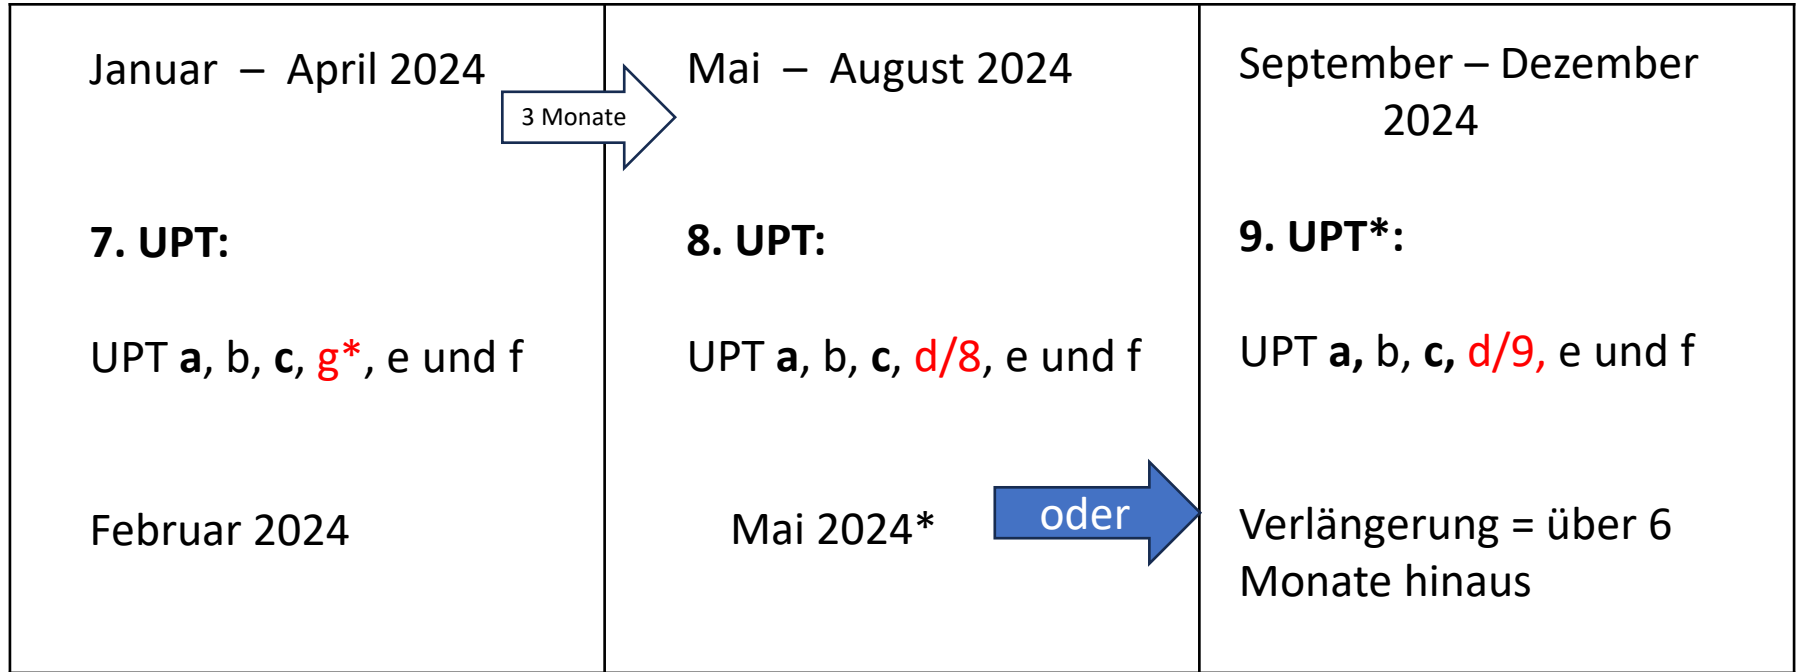 Januar – April 2024
3 Monate
7. UPT:
UPT a, b, c, g*, e und f
Februar 2024
Mai – August 2024
8. UPT:
UPT a, b, c, d/8, e und f
Mai 2024*
oder
September – Dezember
2024
9. UPT*:
UPT a, b, c, d/9, e und f
Verlängerung = über 6
Monate hinaus